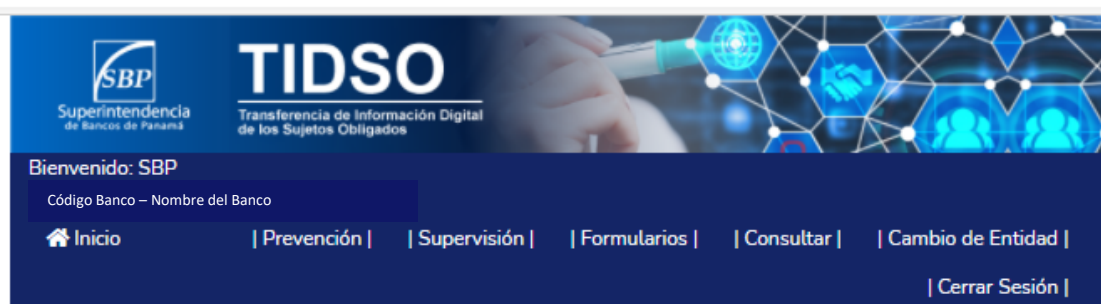 SBP
Superintendencia
de Bancos de Panamá
TIDSO
Transferencia de Información Digital
de los Sujetos Obligados
Bienvenido: SBP
Código Banco – Nombre del Banco
Inicio | Prevención | | Supervisión | | Formularios | | Consultar | | Cambio de Entidad |
| Cerrar Sesión |